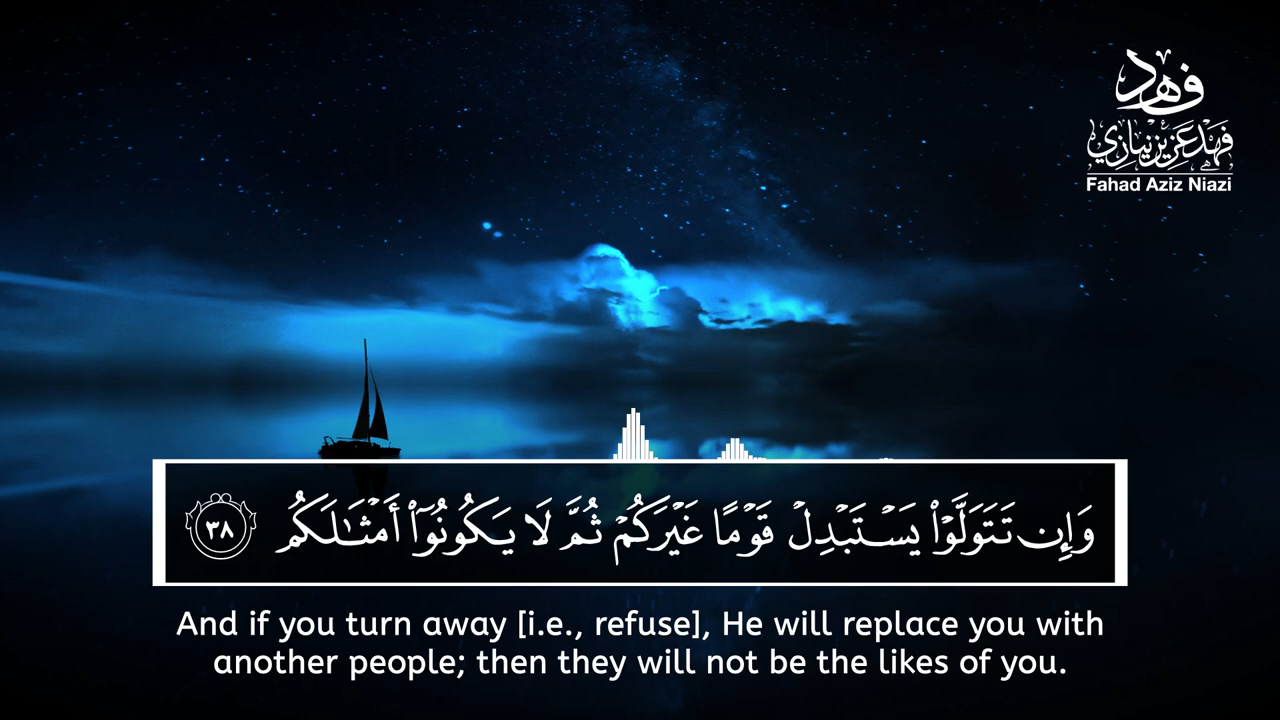 فهد
فهد عزيز نيازي
Fahad Aziz Niazi
وَإِن تَتَوَلَّوْا۟ يَسْتَبْدِلْ قَوْمًا غَيْرَكُمْ ثُمَّ لَا يَكُونُوٓا۟ أَمْثَـٰلَكُم ٣٨
And if you turn away [i.e., refuse], He will replace you with
another people; then they will not be the likes of you.